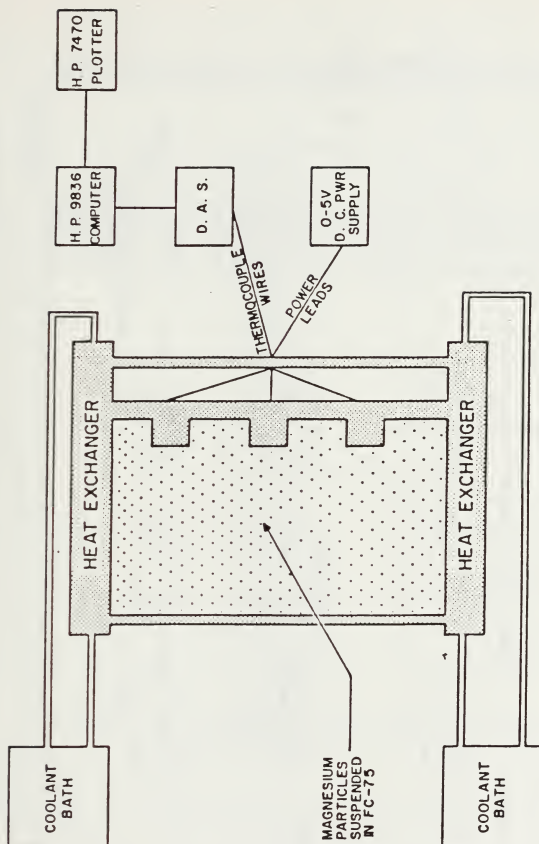 H.P. 7470
PLOTTER
H.P. 9836
COMPUTER
D. A. S.
0-5V
D. C. PWR
SUPPLY
THERMOCOUPLE
WIRES
POWER
LEADS
HEAT EXCHANGER
HEAT EXCHANGER
COOLANT
BATH
MAGNESIUM
PARTICLES
SUSPENDED
IN FC-75
COOLANT
BATH